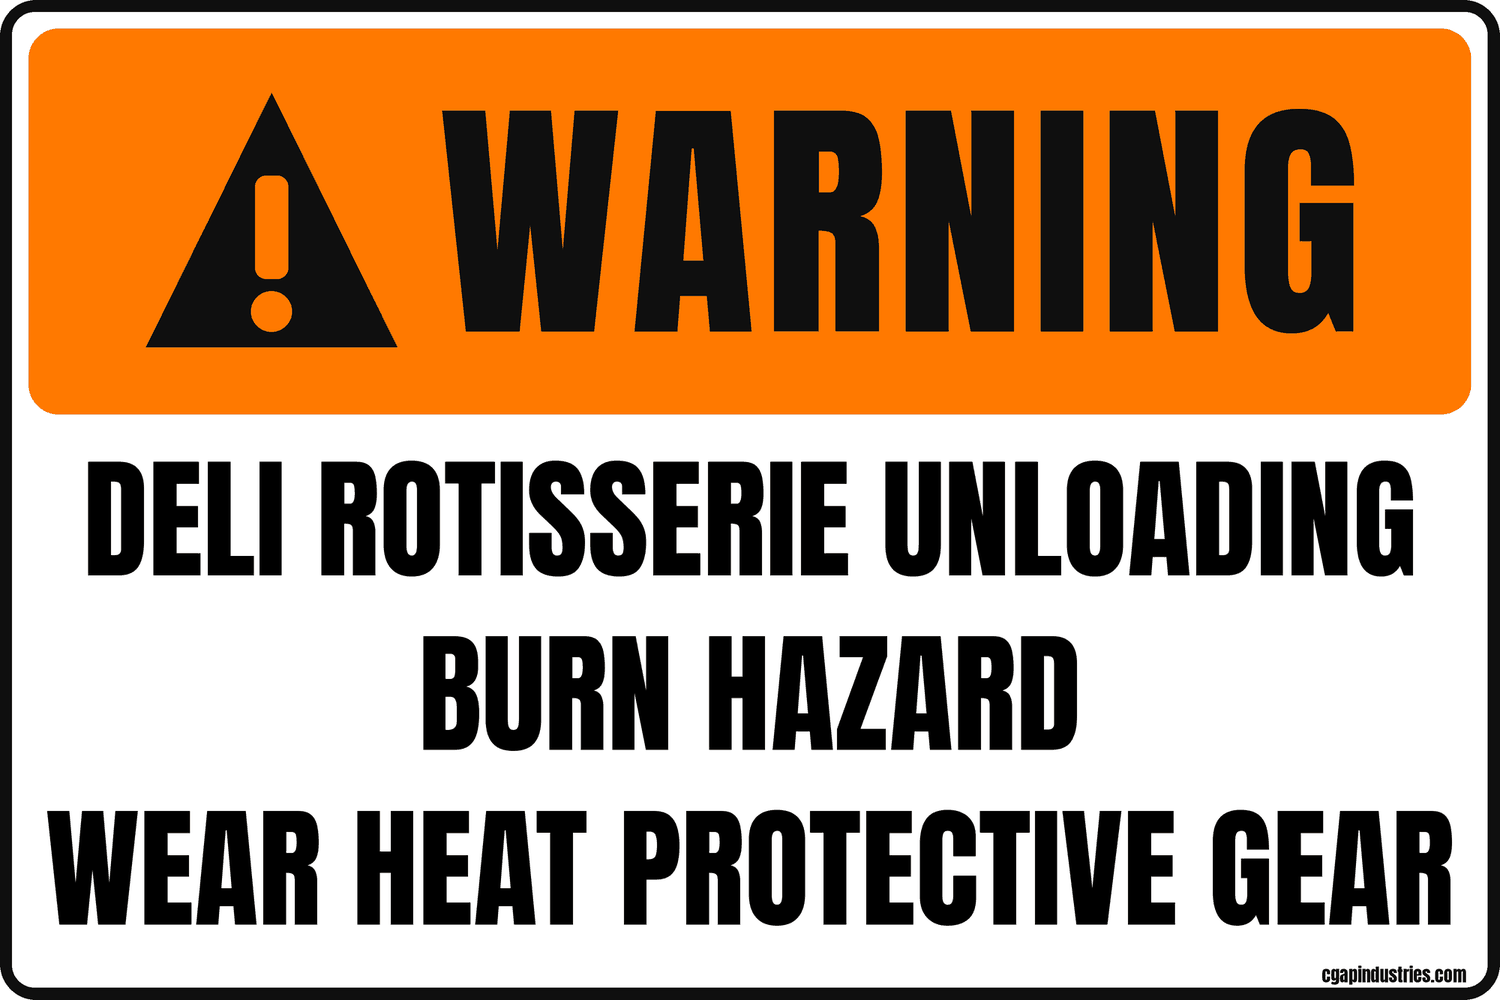 WARNING
DELI ROTISSERIE UNLOADING
BURN HAZARD
WEAR HEAT PROTECTIVE GEAR
cgapindustries.com